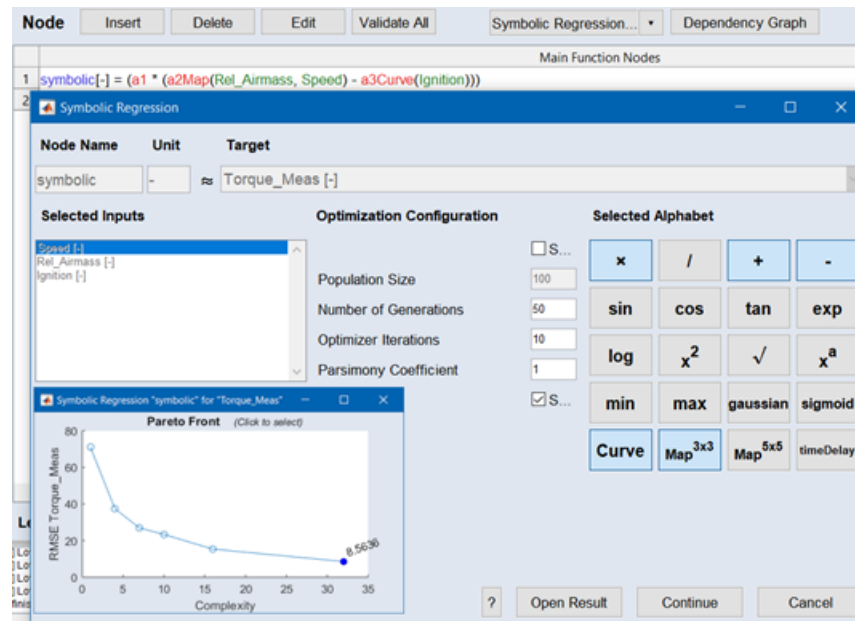 Node Insert Delete Edit Validate All Symbolic Regression... Dependency Graph
Main Function Nodes
1 symbolic[-] = (a1 * (a2Map(Rel_Airmass, Speed) - a3Curve(Ignition)))
2
Symbolic Regression
Node Name Unit Target
symbolic - ≈ Torque_Meas [-]
Selected Inputs Optimization Configuration Selected Alphabet
Speed [-]
Rel_Airmass [-]
Ignition [-]
S...
Population Size 100
Number of Generations 50
Optimizer Iterations 10
Parsimony Coefficient 1
S...
× / + -
sin cos tan exp
log x² √ xᵃ
min max gaussian sigmoid
Curve Map³ˣ³ Map⁵ˣ⁵ timeDelay
Symbolic Regression "symbolic" for "Torque_Meas"
Pareto Front (Click to select)
RMSE Torque_Meas
80
60
40
20
0
8.5636
0 5 10 15 20 25 30 35
Complexity
? Open Result Continue Cancel